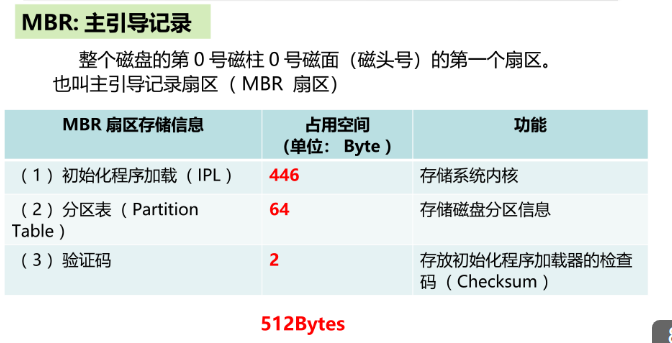 MBR: 主引导记录
整个磁盘的第 0 号磁柱 0 号磁面（磁头号）的第一个扇区。
也叫主引导记录扇区（ MBR 扇区）
MBR 扇区存储信息 占用空间 功能
(单位： Byte )
（ 1 ）初始化程序加载（ IPL ） 446 存储系统内核
（ 2 ）分区表（ Partition 64 存储磁盘分区信息
Table ）
（ 3 ）验证码 2 存放初始化程序加载器的检查
码（ Checksum ）
512Bytes